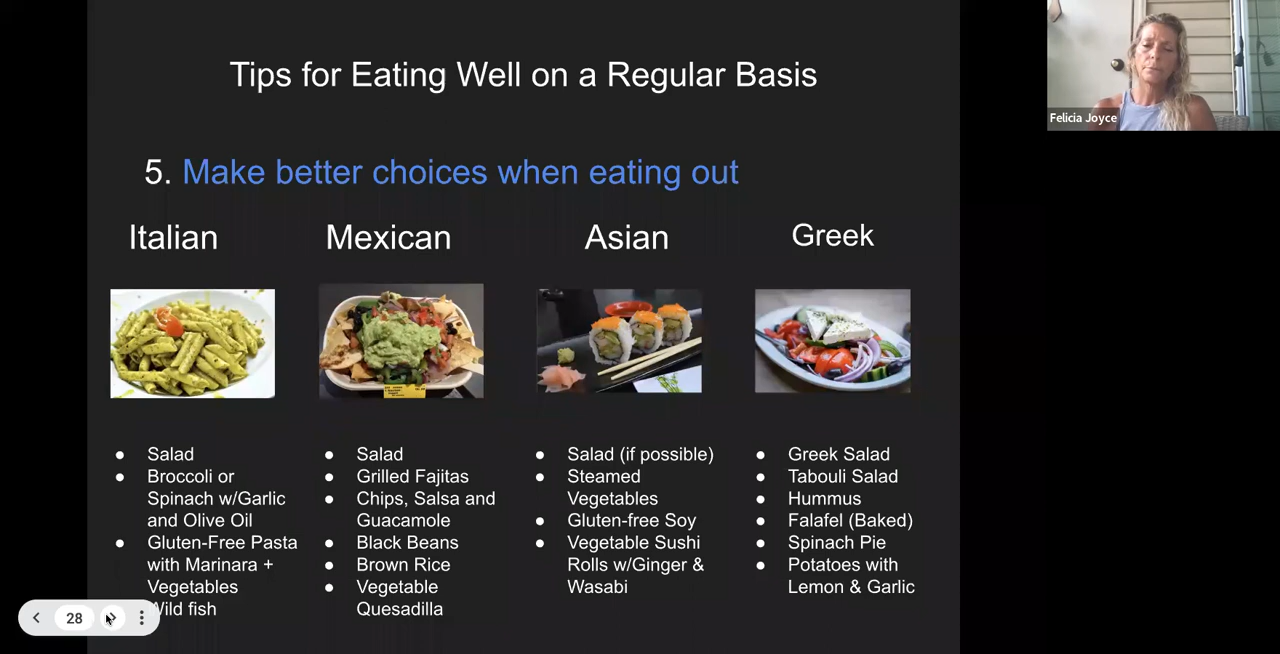 Tips for Eating Well on a Regular Basis
5. Make better choices when eating out
Italian
Mexican
Asian
Greek
● Salad
● Broccoli or
Spinach w/Garlic
and Olive Oil
● Gluten-Free Pasta
with Marinara +
Vegetables
Wild fish
● Salad
● Grilled Fajitas
● Chips, Salsa and
Guacamole
● Black Beans
● Brown Rice
● Vegetable
Quesadilla
● Salad (if possible)
● Steamed
Vegetables
● Gluten-free Soy
● Vegetable Sushi
Rolls w/Ginger &
Wasabi
● Greek Salad
● Tabouli Salad
● Hummus
● Falafel (Baked)
● Spinach Pie
● Potatoes with
Lemon & Garlic
28
Felicia Joyce